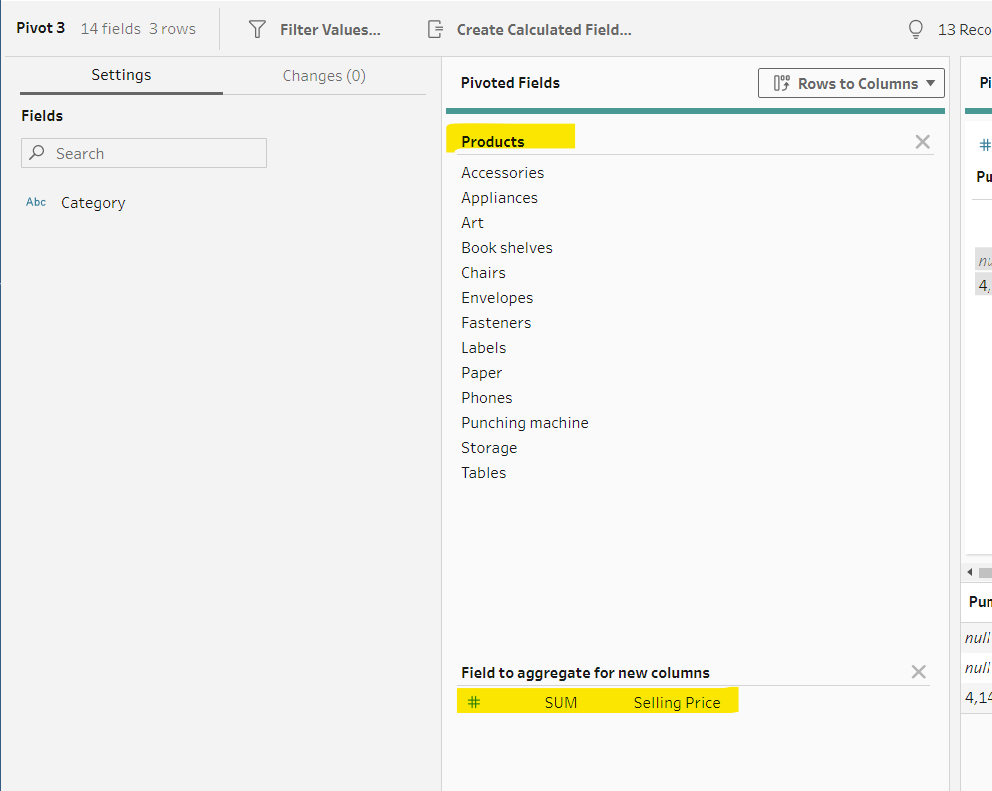 Pivot 3 14 fields 3 rows Filter Values... Create Calculated Field... 13 Reco
Settings Changes (0)
Fields
Search
Abc Category
Pivoted Fields Rows to Columns
Products
Accessories
Appliances
Art
Book shelves
Chairs
Envelopes
Fasteners
Labels
Paper
Phones
Punching machine
Storage
Tables
Field to aggregate for new columns
# SUM Selling Price
Pi
#
Pu
nu
4,
Pun
null
null
4,14